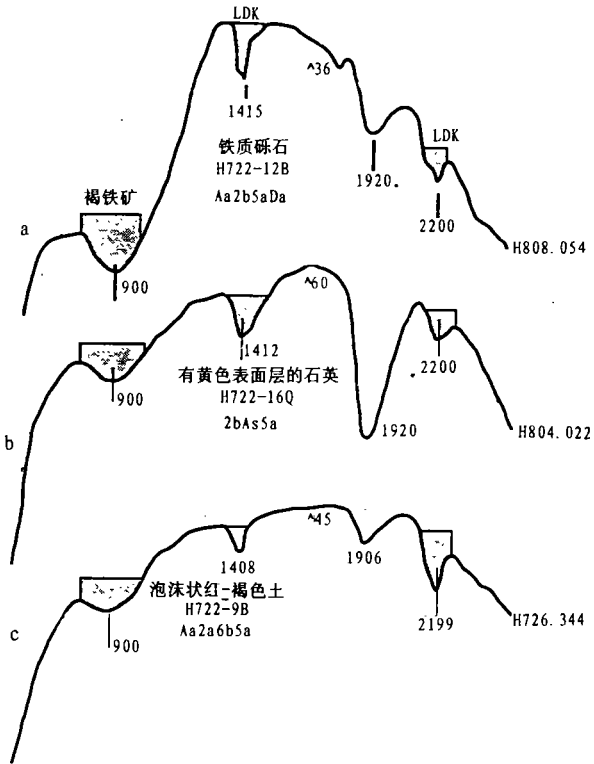 LDK
^36
1415
铁质砾石
H722-12B
Aa2b5aDa
LDK
1920.
2200
褐铁矿
a
900
H808.054
^60
1412
2200
有黄色表面层的石英
H722-16Q
2bAs5a
900
1920
H804.022
b
^45
1408
1906
泡沫状红-褐色土
H722-9B
Aa2a6b5a
2199
H726.344
c
900